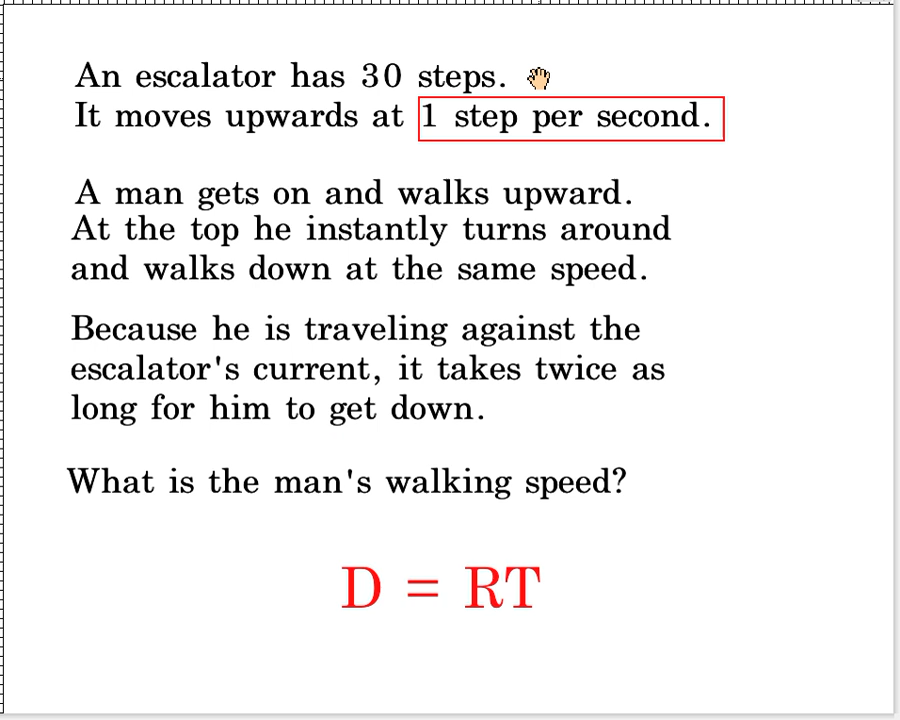 An escalator has 30 steps.
It moves upwards at 1 step per second.
A man gets on and walks upward.
At the top he instantly turns around
and walks down at the same speed.
Because he is traveling against the
escalator's current, it takes twice as
long for him to get down.
What is the man's walking speed?
D = RT